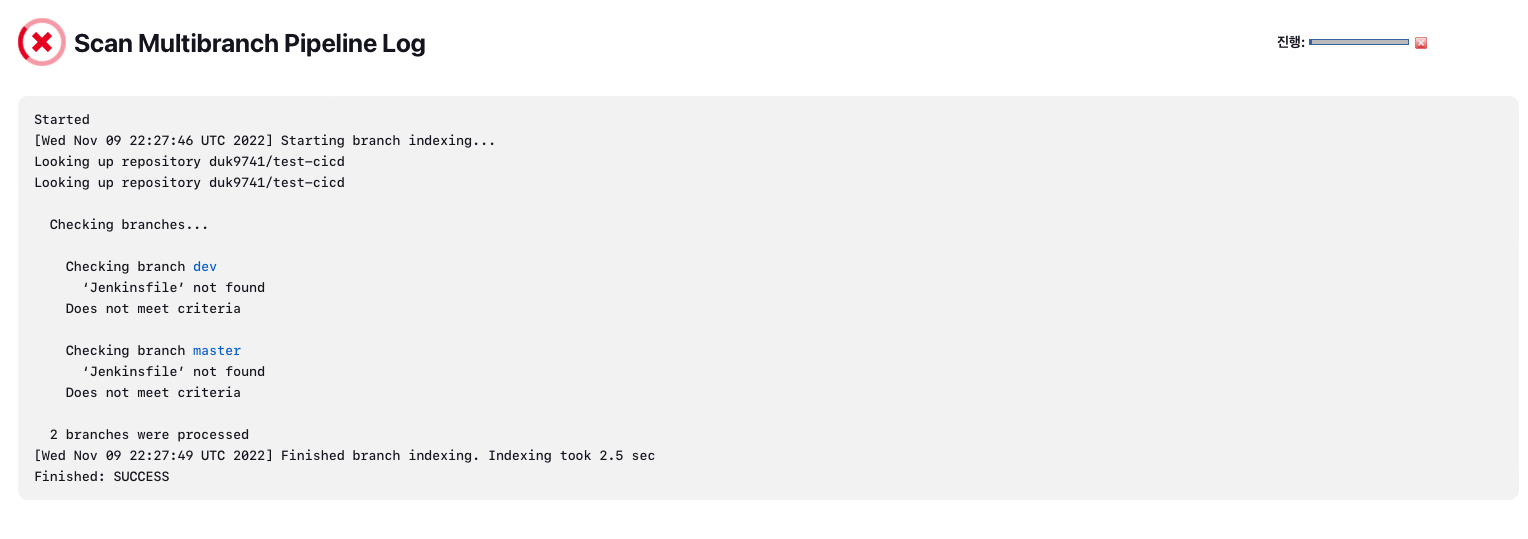 Scan Multibranch Pipeline Log
진행:
Started
[Wed Nov 09 22:27:46 UTC 2022] Starting branch indexing...
Looking up repository duk9741/test-cicd
Looking up repository duk9741/test-cicd
Checking branches...
Checking branch dev
‘Jenkinsfile’ not found
Does not meet criteria
Checking branch master
‘Jenkinsfile’ not found
Does not meet criteria
2 branches were processed
[Wed Nov 09 22:27:49 UTC 2022] Finished branch indexing. Indexing took 2.5 sec
Finished: SUCCESS